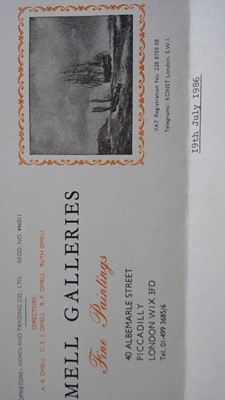 PROPRIETORS- NORDLAND TRADING CO., LTD. REGD. NO. 446011
DIRECTORS:
A. R. OMELL C. E. J. OMELL B. F. OMELL RUTH OMELL
MELL GALLERIES
Fine Paintings
40 ALBEMARLE STREET
PICCADILLY
LONDON W1X 3FD
Tel. 01-499 3685/6
VAT Registration No. 238 8759 08
Telegrams: KONST London, S.W.1.
19th July 1986